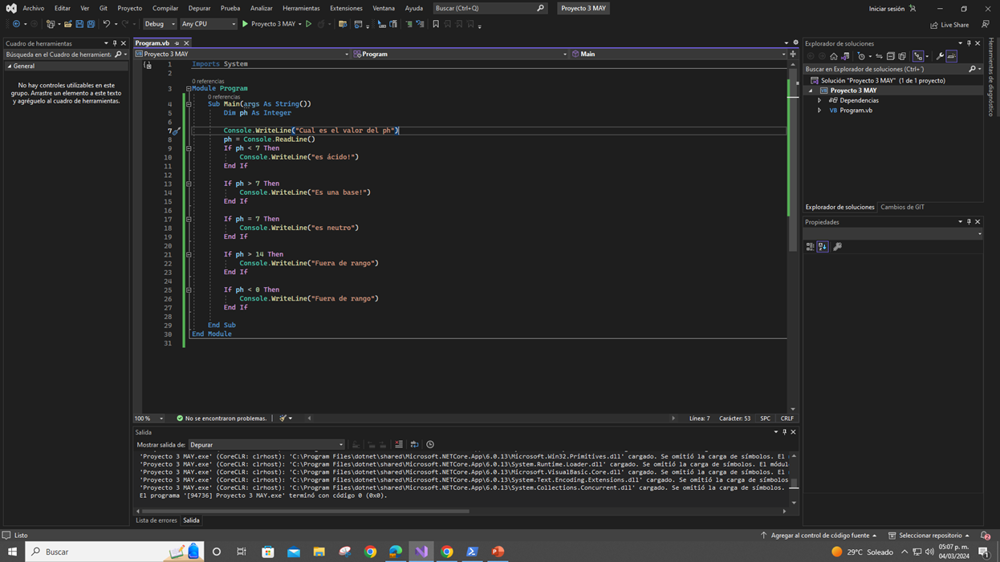 Archivo Editar Ver Git Proyecto Compilar Depurar Prueba Analizar Herramientas Extensiones Ventana Ayuda Buscar (Ctrl+Q) Proyecto 3 MAY Iniciar sesión
Debug Any CPU Proyecto 3 MAY Live Share
Cuadro de herramientas
Búsqueda en el Cuadro de herramient
General
No hay controles utilizables en este
grupo. Arrastre un elemento a este texto
y agréguelo al cuadro de herramientas.
Program.vb
Proyecto 3 MAY Program Main
1 Imports System
2
0 referencias
3 Module Program
0 referencias
4 Sub Main(args As String())
5 Dim ph As Integer
6
7 Console.WriteLine("Cual es el valor del ph")
8 ph = Console.ReadLine()
9 If ph < 7 Then
10 Console.WriteLine("es ácido!")
11 End If
12
13 If ph > 7 Then
14 Console.WriteLine("Es una base!")
15 End If
16
17 If ph = 7 Then
18 Console.WriteLine("es neutro")
19 End If
20
21 If ph > 14 Then
22 Console.WriteLine("Fuera de rango")
23 End If
24
25 If ph < 0 Then
26 Console.WriteLine("Fuera de rango")
27 End If
28
29 End Sub
30 End Module
31
100 % No se encontraron problemas. Línea: 7 Carácter: 53 SPC CRLF
Salida
Mostrar salida de: Depurar
'Proyecto 3 MAY.exe' (CoreCLR: clrhost): 'C:\Program Files\dotnet\shared\Microsoft.NETCore.App\6.0.13\Microsoft.Win32.Primitives.dll' cargado. Se omitió la carga de símbolos. El
'Proyecto 3 MAY.exe' (CoreCLR: clrhost): 'C:\Program Files\dotnet\shared\Microsoft.NETCore.App\6.0.13\System.Runtime.Loader.dll' cargado. Se omitió la carga de símbolos. El módul
'Proyecto 3 MAY.exe' (CoreCLR: clrhost): 'C:\Program Files\dotnet\shared\Microsoft.NETCore.App\6.0.13\Microsoft.VisualBasic.Core.dll' cargado. Se omitió la carga de símbolos. El
'Proyecto 3 MAY.exe' (CoreCLR: clrhost): 'C:\Program Files\dotnet\shared\Microsoft.NETCore.App\6.0.13\System.Text.Encoding.Extensions.dll' cargado. Se omitió la carga de símbolos
'Proyecto 3 MAY.exe' (CoreCLR: clrhost): 'C:\Program Files\dotnet\shared\Microsoft.NETCore.App\6.0.13\System.Collections.Concurrent.dll' cargado. Se omitió la carga de símbolos.
El programa '[94736] Proyecto 3 MAY.exe' terminó con código 0 (0x0).
Lista de errores Salida
Explorador de soluciones
Buscar en Explorador de soluciones (Ctrl+´)
Solución "Proyecto 3 MAY" (1 de 1 proyecto)
Proyecto 3 MAY
Dependencias
Program.vb
Explorador de soluciones Cambios de GIT
Propiedades
Herramientas de diagnóstico
Listo Agregar al control de código fuente Seleccionar repositorio 2
Buscar 29°C Soleado 05:07 p. m.
04/03/2024 1